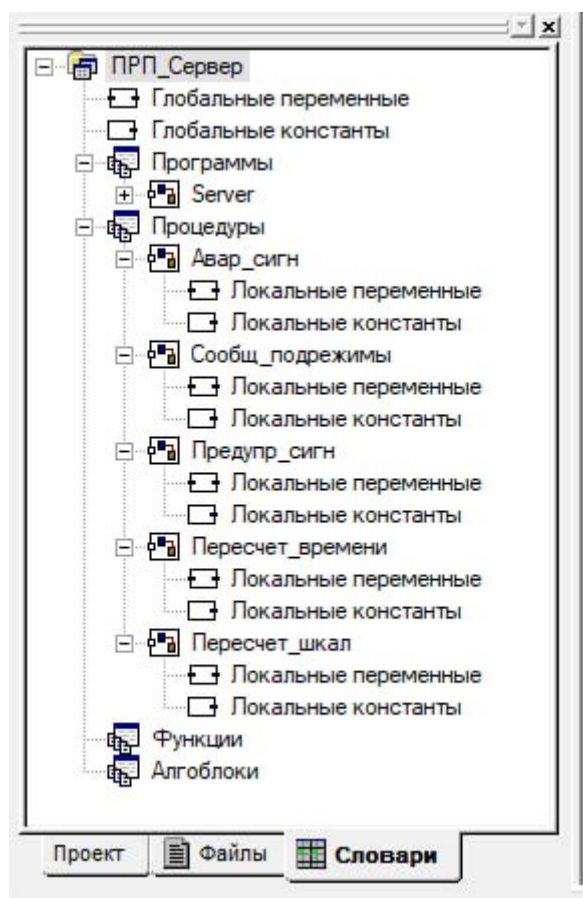 ПРП_Сервер
Глобальные переменные
Глобальные константы
Программы
Server
Процедуры
Авар_сигн
Локальные переменные
Локальные константы
Сообщ_подрежимы
Локальные переменные
Локальные константы
Предупр_сигн
Локальные переменные
Локальные константы
Пересчет_времени
Локальные переменные
Локальные константы
Пересчет_шкал
Локальные переменные
Локальные константы
Функции
Алгоблоки
Проект Файлы Словари